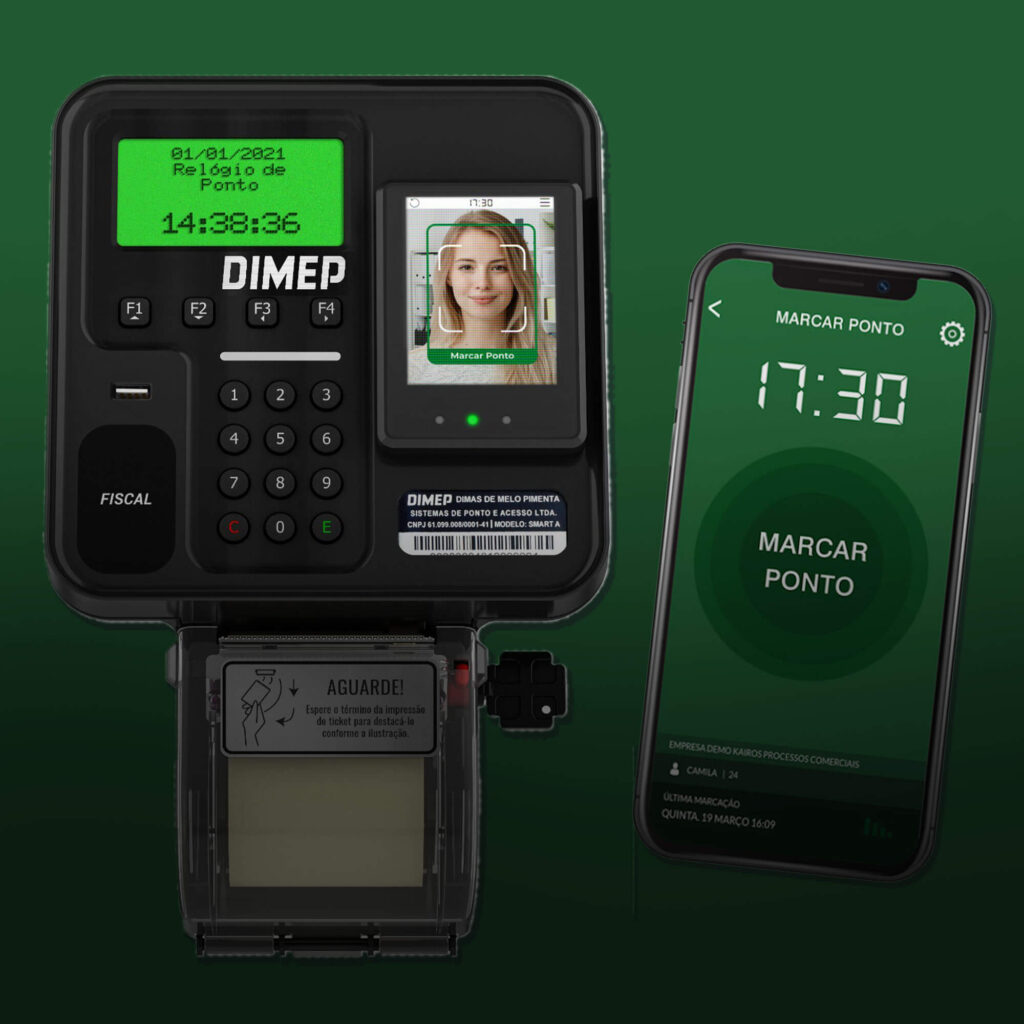 01/01/2021
Relógio de
Ponto
14:38:36
DIMEP
F1
F2
F3
F4
17:30
Marcar Ponto
1 2 3
4 5 6
7 8 9
C 0 E
FISCAL
DIMEP DIMAS DE MELO PIMENTA
SISTEMAS DE PONTO E ACESSO LTDA.
CNPJ 61.099.008/0001-41 | MODELO: SMART A
AGUARDE!
Espere o término da impressão
do ticket para destacá-lo
conforme a ilustração.
MARCAR PONTO
17:30
MARCAR
PONTO
EMPRESA DEMO KAIROS PROCESSOS COMERCIAIS
CAMILA | 24
ÚLTIMA MARCAÇÃO
QUINTA. 19 MARÇO 16:09